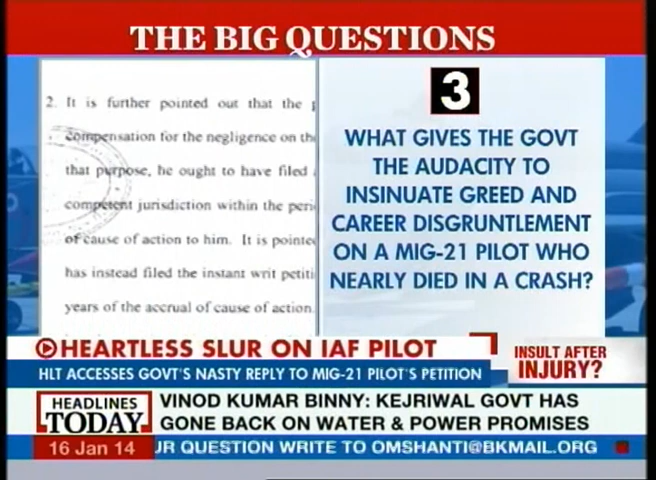 THE BIG QUESTIONS
2. It is further pointed out that the
compensation for the negligence on the
that purpose, he ought to have filed
competent jurisdiction within the
of cause of action to him. It is
has instead filed the instant writ
years of the accrual of cause of action.
3
WHAT GIVES THE GOVT
THE AUDACITY TO
INSINUATE GREED AND
CAREER DISGRUNTLEMENT
ON A MIG-21 PILOT WHO
NEARLY DIED IN A CRASH?
HEARTLESS SLUR ON IAF PILOT
HLT ACCESSES GOVT'S NASTY REPLY TO MIG-21 PILOT'S PETITION
INSULT AFTER
INJURY?
HEADLINES
TODAY
VINOD KUMAR BINNY: KEJRIWAL GOVT HAS
GONE BACK ON WATER & POWER PROMISES
16 Jan 14
UR QUESTION WRITE TO OMSHANTI@BKMAIL.ORG